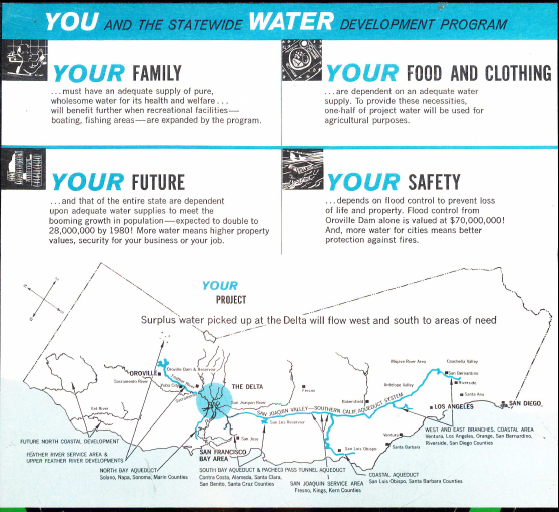 YOU AND THE STATEWIDE WATER DEVELOPMENT PROGRAM
YOUR FAMILY
...must have an adequate supply of pure,
wholesome water for its health and welfare...
will benefit further when recreational facilities—
boating, fishing areas—are expanded by the program.
YOUR FOOD AND CLOTHING
...are dependent on an adequate water
supply. To provide these necessities,
one-half of project water will be used for
agricultural purposes.
YOUR FUTURE
...and that of the entire state are dependent
upon adequate water supplies to meet the
booming growth in population—expected to double to
28,000,000 by 1980! More water means higher property
values, security for your business or your job.
YOUR SAFETY
...depends on flood control to prevent loss
of life and property. Flood control from
Oroville Dam alone is valued at $70,000,000!
And, more water for cities means better
protection against fires.
YOUR
PROJECT
Surplus water picked up at the Delta will flow west and south to areas of need
Mojave River Area
Coachella Valley
Oroville Dam & Reservoir
OROVILLE
San Bernardino
Sacramento River
Yuba City
Feather River
THE DELTA
Fresno
Antelope Valley
Riverside
Santa Ana
San Joaquin River
Bakersfield
SAN JOAQUIN VALLEY—SOUTHERN CALIF. AQUEDUCT SYSTEM
LOS ANGELES
SAN DIEGO
Eel River
San Luis Reservoir
San Jose
Ventura
Santa Barbara
San Luis Obispo
WEST AND EAST BRANCHES, COASTAL AREA
Ventura, Los Angeles, Orange, San Bernardino,
Riverside, San Diego Counties
FUTURE NORTH COASTAL DEVELOPMENT
SAN FRANCISCO
BAY AREA
FEATHER RIVER SERVICE AREA &
UPPER FEATHER RIVER DEVELOPMENTS
NORTH BAY AQUEDUCT
Solano, Napa, Sonoma, Marin Counties
SOUTH BAY AQUEDUCT & PACHECO PASS TUNNEL AQUEDUCT
Contra Costa, Alameda, Santa Clara,
San Benito, Santa Cruz Counties
SAN JOAQUIN SERVICE AREA
Fresno, Kings, Kern Counties
COASTAL AQUEDUCT
San Luis Obispo, Santa Barbara Counties